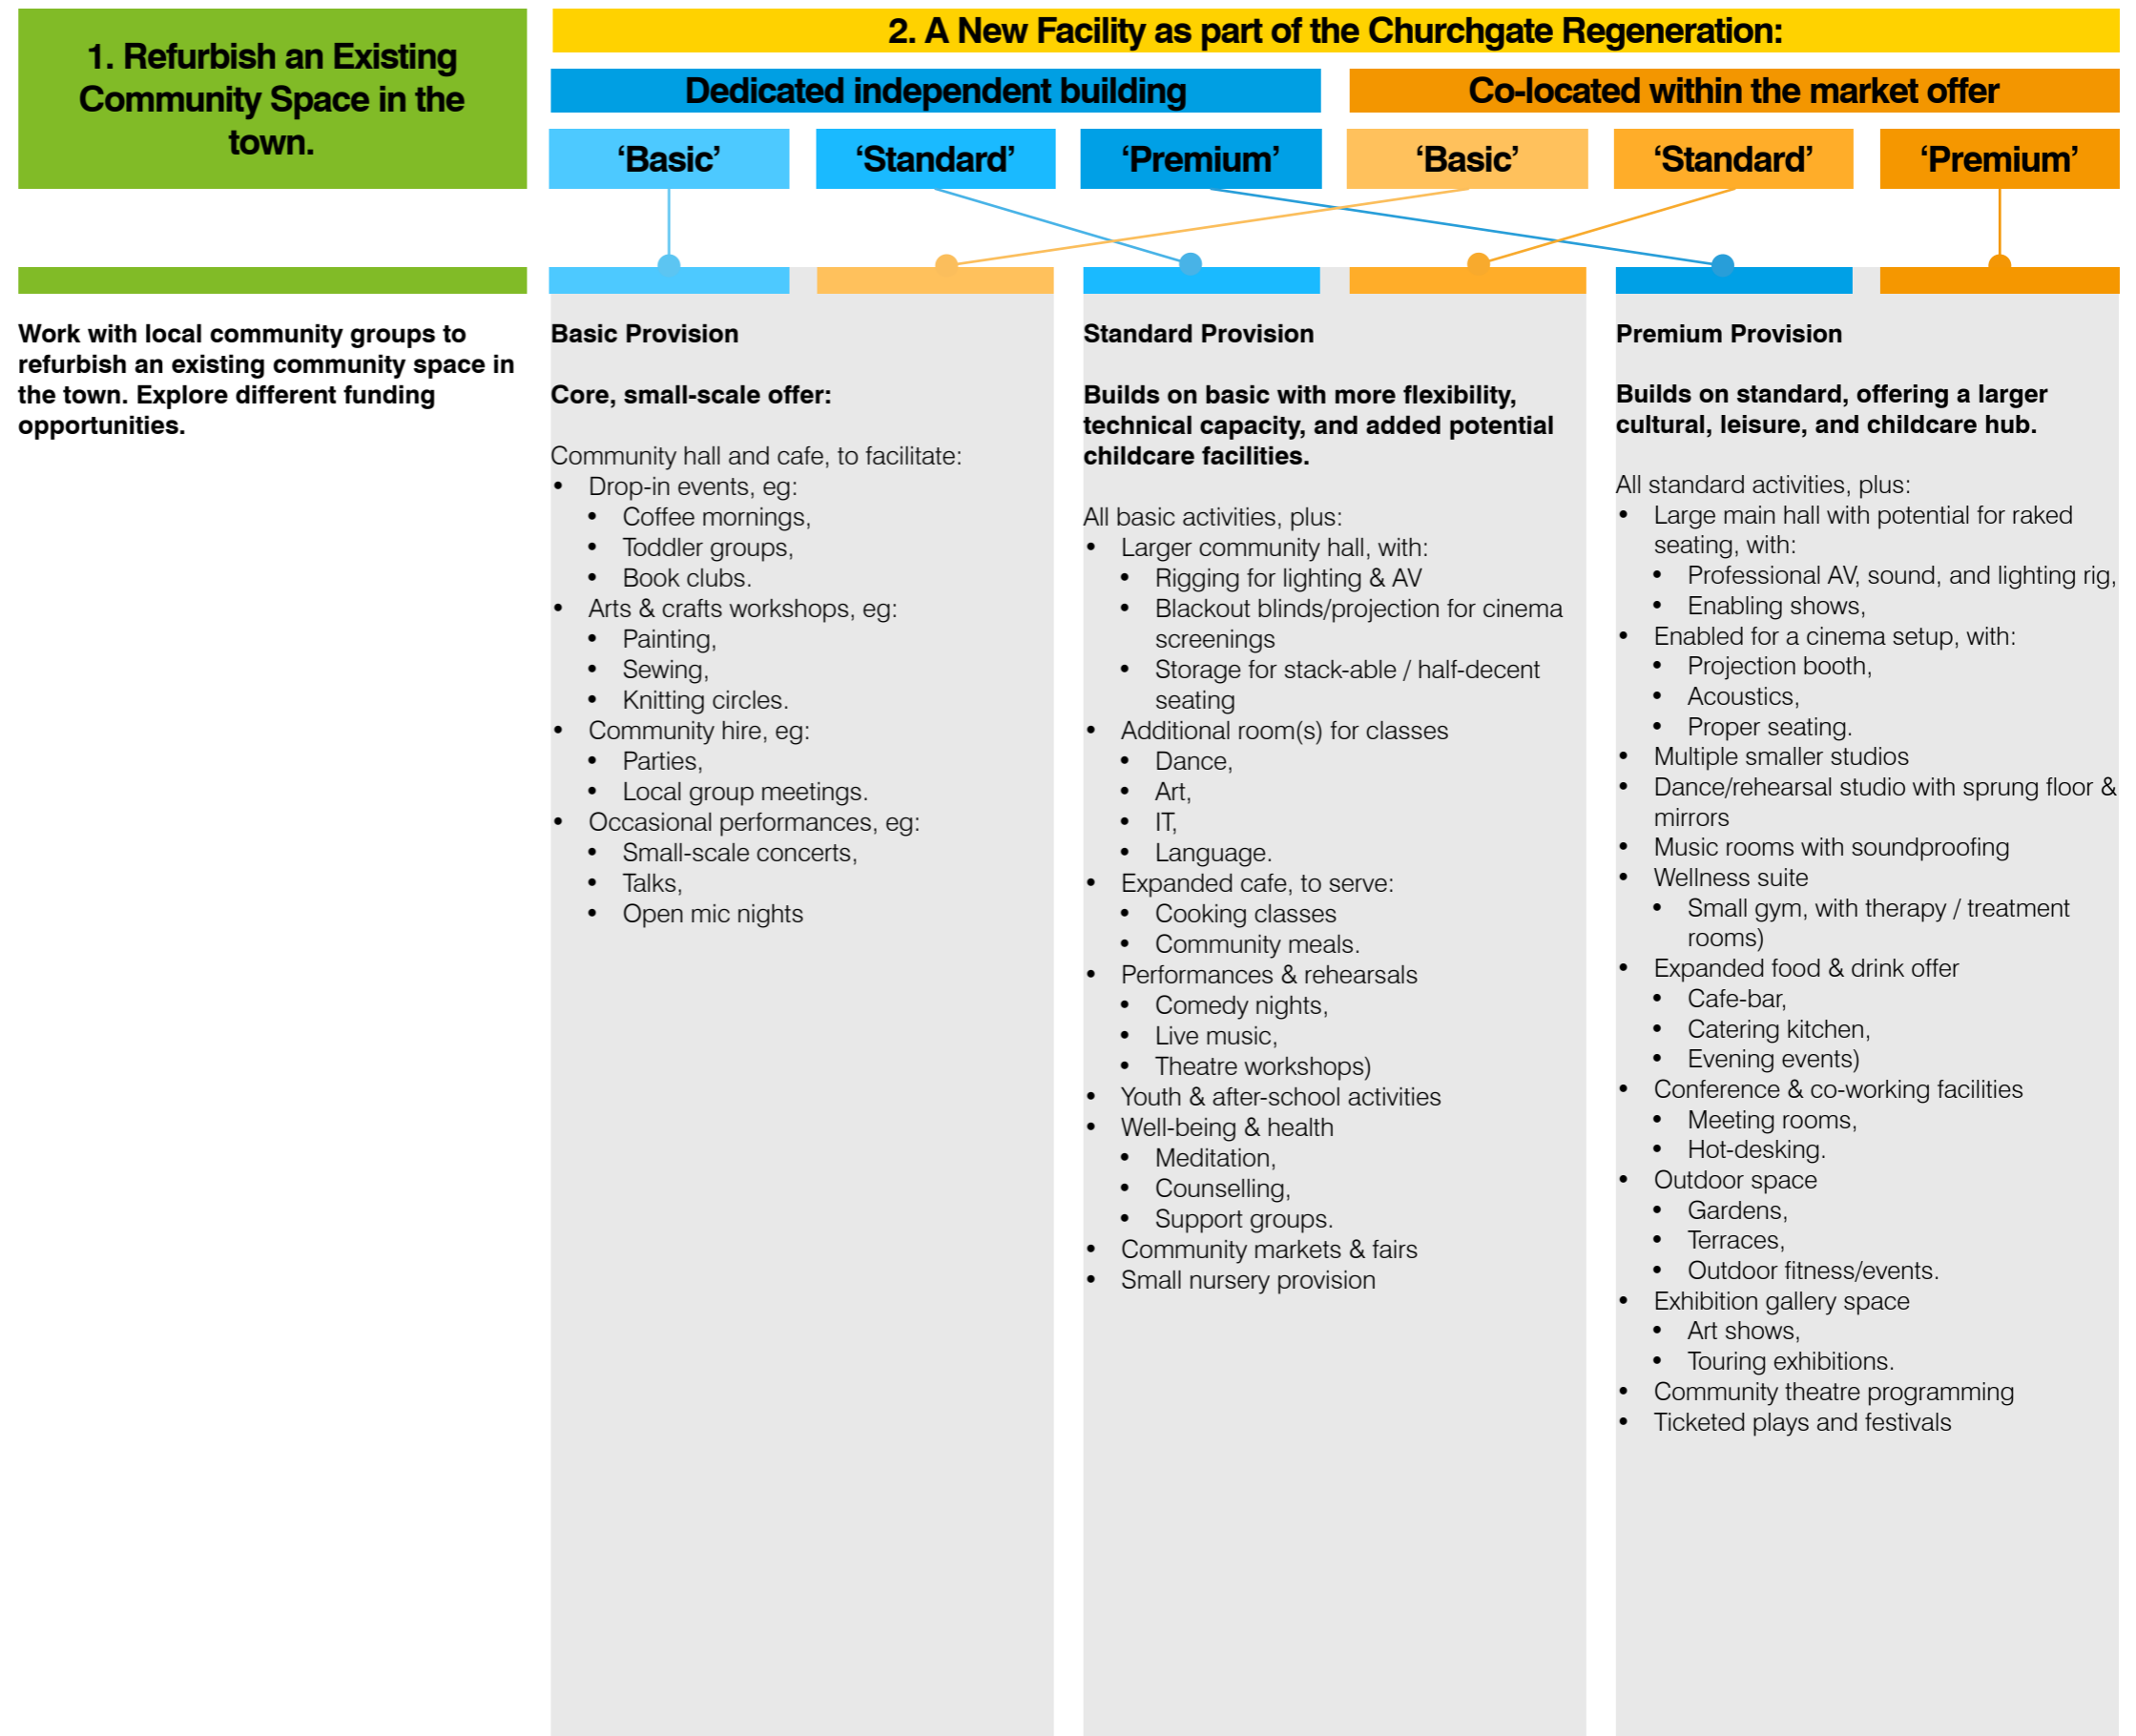 1. Refurbish an Existing
Community Space in the
town.
2. A New Facility as part of the Churchgate Regeneration:
Dedicated independent building
Co-located within the market offer
‘Basic’
‘Standard’
‘Premium’
‘Basic’
‘Standard’
‘Premium’
Work with local community groups to
refurbish an existing community space in
the town. Explore different funding
opportunities.
Basic Provision
Core, small-scale offer:
Community hall and cafe, to facilitate:
• Drop-in events, eg:
• Coffee mornings,
• Toddler groups,
• Book clubs.
• Arts & crafts workshops, eg:
• Painting,
• Sewing,
• Knitting circles.
• Community hire, eg:
• Parties,
• Local group meetings.
• Occasional performances, eg:
• Small-scale concerts,
• Talks,
• Open mic nights
Standard Provision
Builds on basic with more flexibility,
technical capacity, and added potential
childcare facilities.
All basic activities, plus:
• Larger community hall, with:
• Rigging for lighting & AV
• Blackout blinds/projection for cinema
screenings
• Storage for stack-able / half-decent
seating
• Additional room(s) for classes
• Dance,
• Art,
• IT,
• Language.
• Expanded cafe, to serve:
• Cooking classes
• Community meals.
• Performances & rehearsals
• Comedy nights,
• Live music,
• Theatre workshops)
• Youth & after-school activities
• Well-being & health
• Meditation,
• Counselling,
• Support groups.
• Community markets & fairs
• Small nursery provision
Premium Provision
Builds on standard, offering a larger
cultural, leisure, and childcare hub.
All standard activities, plus:
• Large main hall with potential for raked
seating, with:
• Professional AV, sound, and lighting rig,
• Enabling shows,
• Enabled for a cinema setup, with:
• Projection booth,
• Acoustics,
• Proper seating.
• Multiple smaller studios
• Dance/rehearsal studio with sprung floor &
mirrors
• Music rooms with soundproofing
• Wellness suite
• Small gym, with therapy / treatment
rooms)
• Expanded food & drink offer
• Cafe-bar,
• Catering kitchen,
• Evening events)
• Conference & co-working facilities
• Meeting rooms,
• Hot-desking.
• Outdoor space
• Gardens,
• Terraces,
• Outdoor fitness/events.
• Exhibition gallery space
• Art shows,
• Touring exhibitions.
• Community theatre programming
• Ticketed plays and festivals